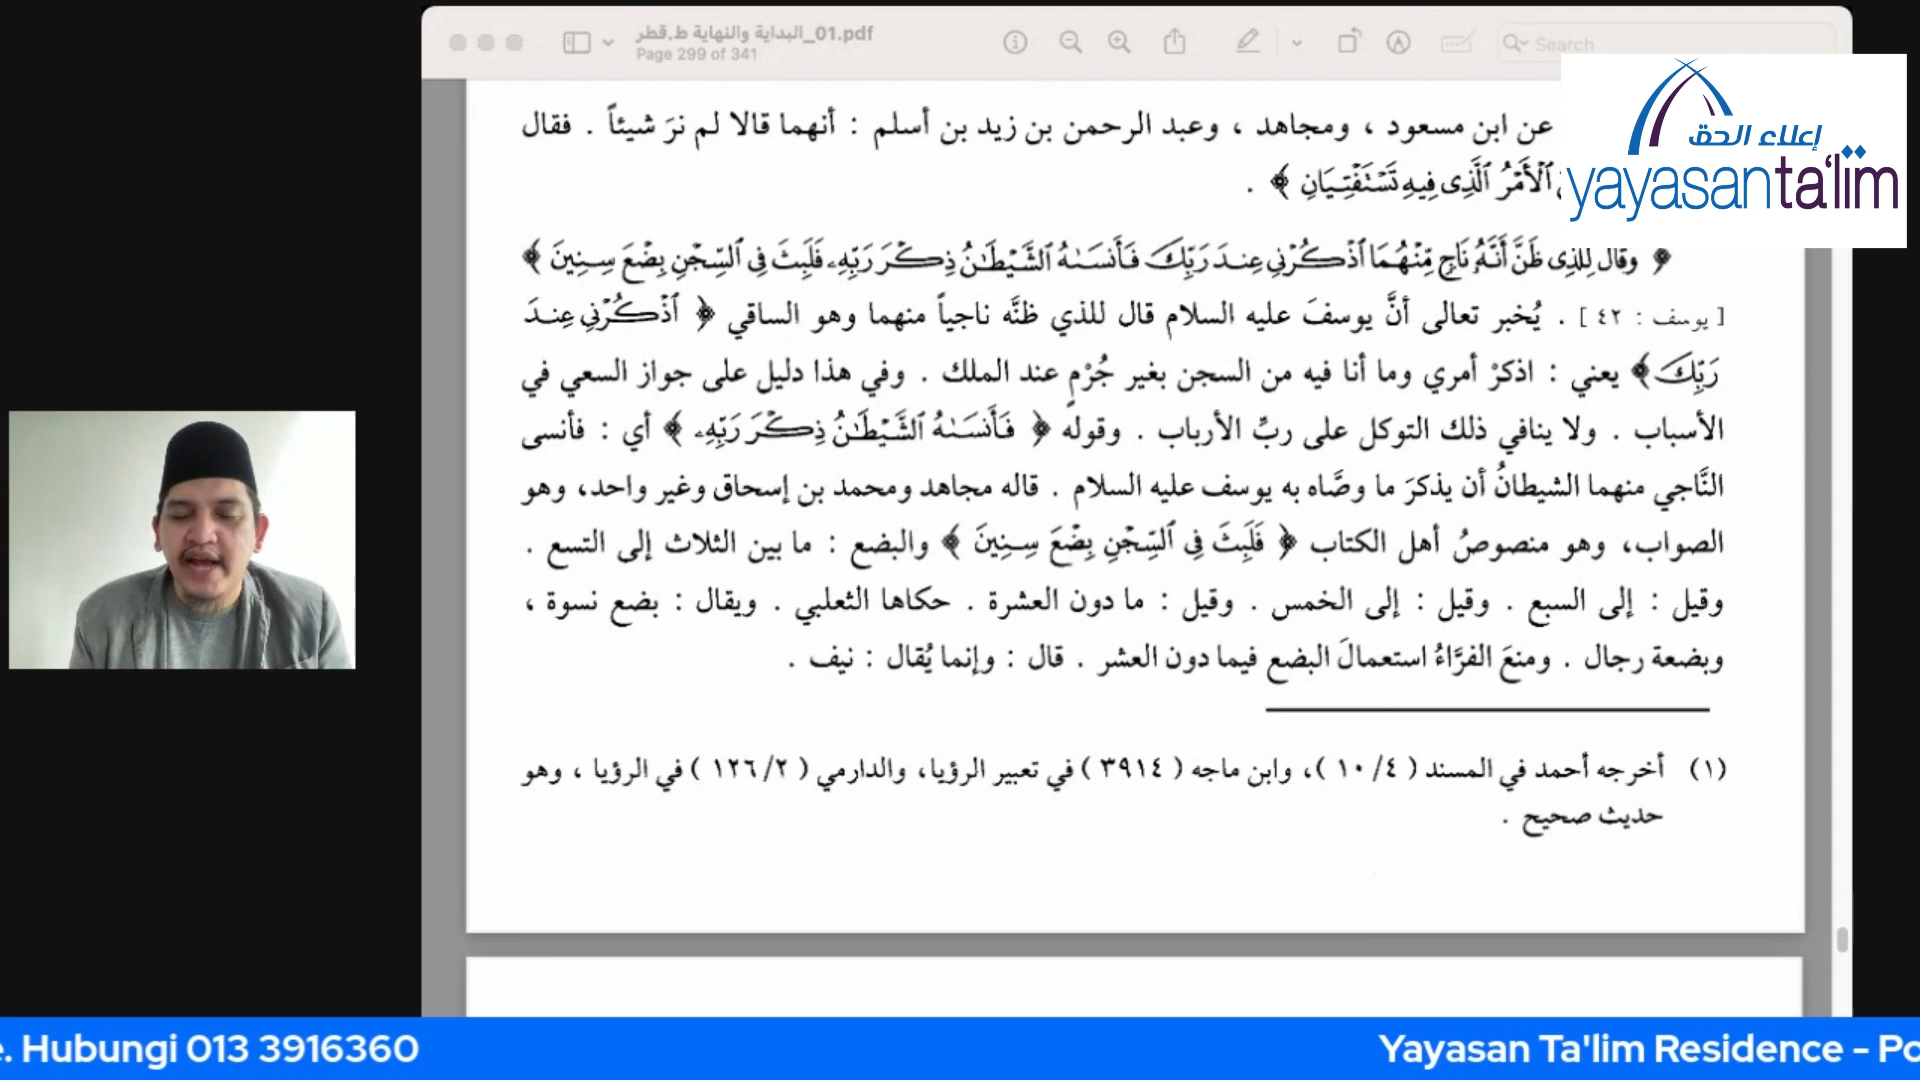 البداية والنهاية ط.قطر_01.pdf
Page 299 of 341
Search
إعلاء الحق
yayasanta'lim
عن ابن مسعود ، ومجاهد ، وعبد الرحمن بن زيد بن أسلم : أنهما قالا لم نرَ شيئاً . فقال
ٱلْأَمْرُ ٱلَّذِى فِيهِ تَسْتَفْتِيَانِ ﴾ .
﴿ وَقَالَ لِلَّذِى ظَنَّ أَنَّهُۥ نَاجٍ مِّنْهُمَا ٱذْكُرْنِى عِندَ رَبِّكَ فَأَنسَىٰهُ ٱلشَّيْطَٰنُ ذِكْرَ رَبِّهِۦ فَلَبِثَ فِى ٱلسِّجْنِ بِضْعَ سِنِينَ ﴾
[ يوسف : ٤٢ ] . يُخبر تعالى أنَّ يوسفَ عليه السلام قال للذي ظنَّه ناجياً منهما وهو الساقي ﴿ ٱذْكُرْنِى عِندَ
رَبِّكَ ﴾ يعني : اذكرْ أمري وما أنا فيه من السجن بغير جُرْمٍ عند الملك . وفي هذا دليل على جواز السعي في
الأسباب . ولا ينافي ذلك التوكل على ربِّ الأرباب . وقوله ﴿ فَأَنسَىٰهُ ٱلشَّيْطَٰنُ ذِكْرَ رَبِّهِۦ ﴾ أي : فأنسى
النَّاجي منهما الشيطانُ أن يذكرَ ما وصَّاه به يوسف عليه السلام . قاله مجاهد ومحمد بن إسحاق وغير واحد، وهو
الصواب، وهو منصوصُ أهل الكتاب ﴿ فَلَبِثَ فِى ٱلسِّجْنِ بِضْعَ سِنِينَ ﴾ والبضع : ما بين الثلاث إلى التسع .
وقيل : إلى السبع . وقيل : إلى الخمس . وقيل : ما دون العشرة . حكاها الثعلبي . ويقال : بضع نسوة ،
وبضعة رجال . ومنعَ الفرَّاءُ استعمالَ البضع فيما دون العشر . قال : وإنما يُقال : نيف .
(١) أخرجه أحمد في المسند ( ٤/ ١٠ )، وابن ماجه ( ٣٩١٤ ) في تعبير الرؤيا، والدارمي ( ٢/ ١٢٦ ) في الرؤيا ، وهو
حديث صحيح .
e. Hubungi 013 3916360
Yayasan Ta'lim Residence - Po